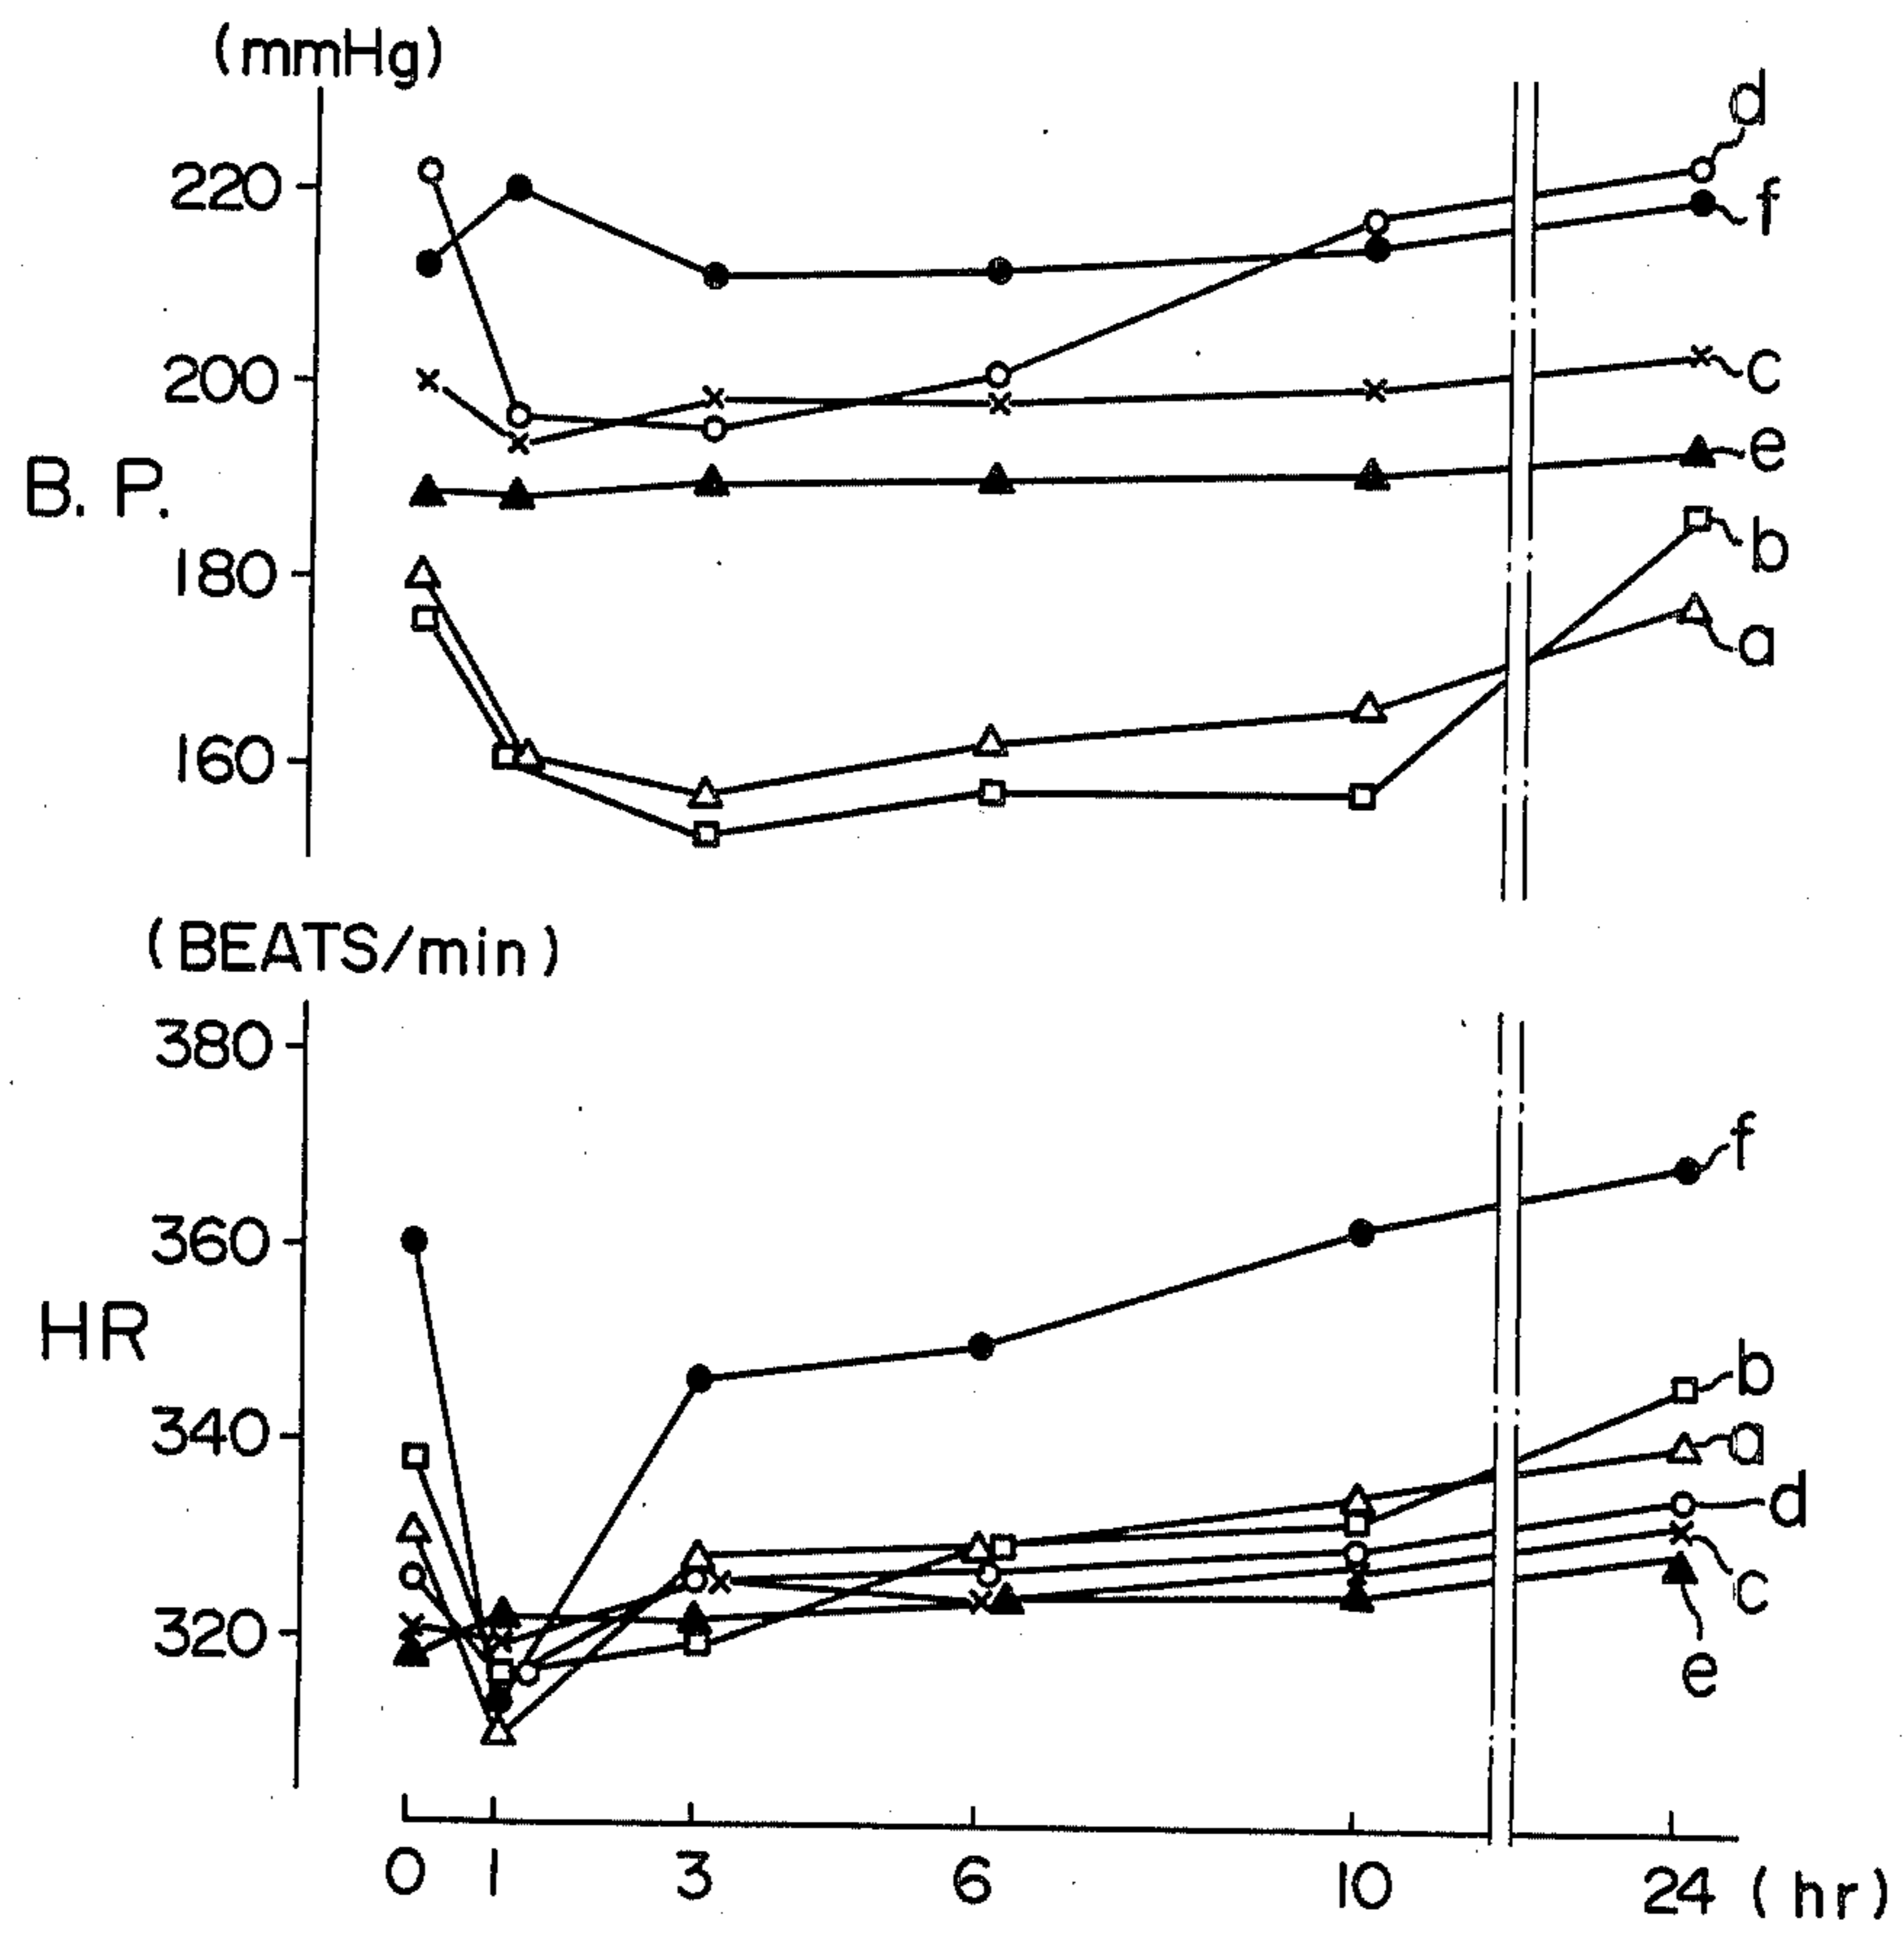 (mmHg)
220
200
B. P.
180
160
d
f
c
e
b
a
(BEATS/min)
380
360
HR
340
320
f
b
a
d
c
e
0 1 3 6 10 24 (hr)